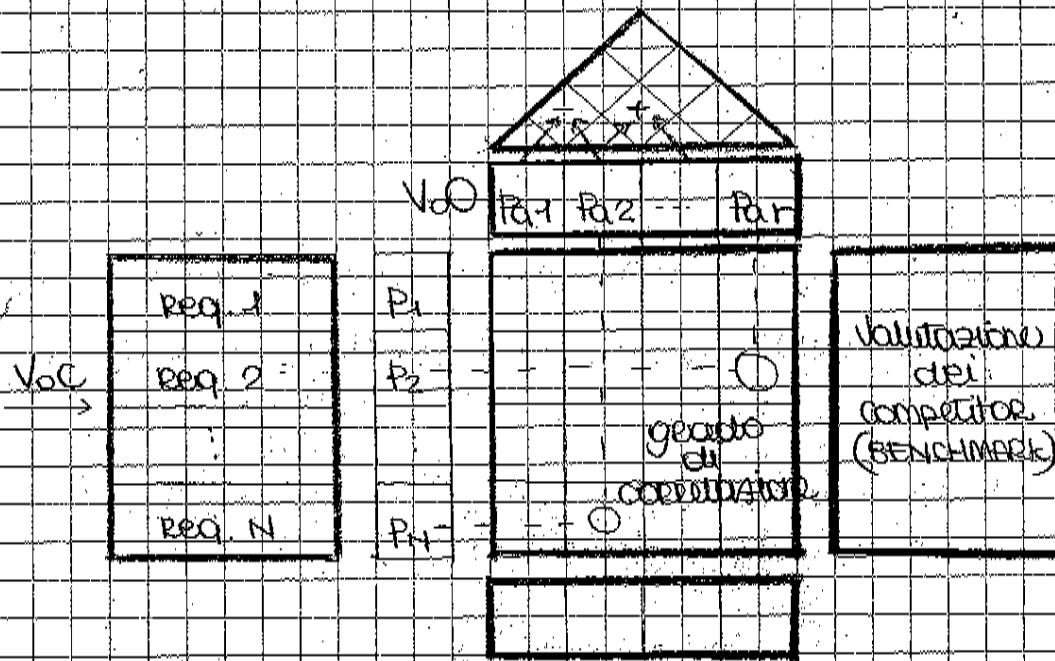 - +
VoO Pa1 Pa2 --- Par
Req. 1 P1
VoC Req. 2 P2
⋮
Req. N PN
grado
di
correlazione
Valutazione
dei
competitor
(BENCHMARK)